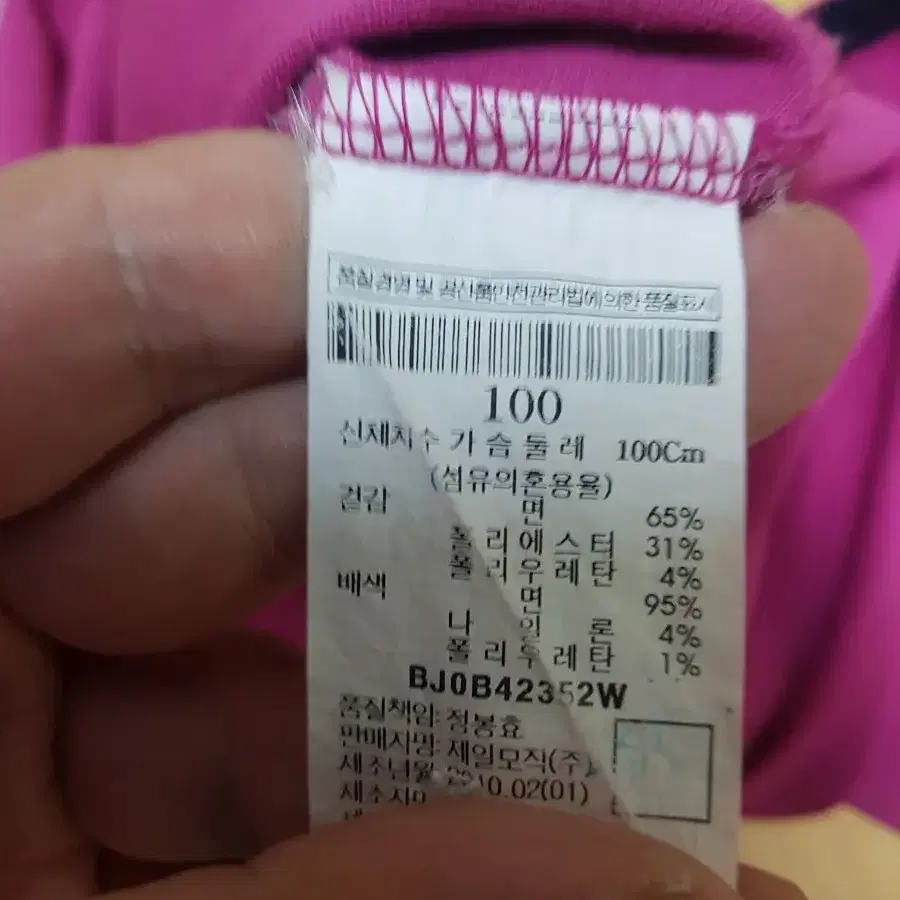 품질경영 및 공산품안전관리법에 의한 품질표시
100
신체치수 가슴둘레 100Cm
(섬유의혼용율)
겉감 면 65%
폴리에스터 31%
폴리우레탄 4%
배색 면 95%
나일론 4%
폴리우레탄 1%
BJ0B42352W
품질책임: 정봉효
판매자명: 제일모직(주)
제조년월 2010.02(01)